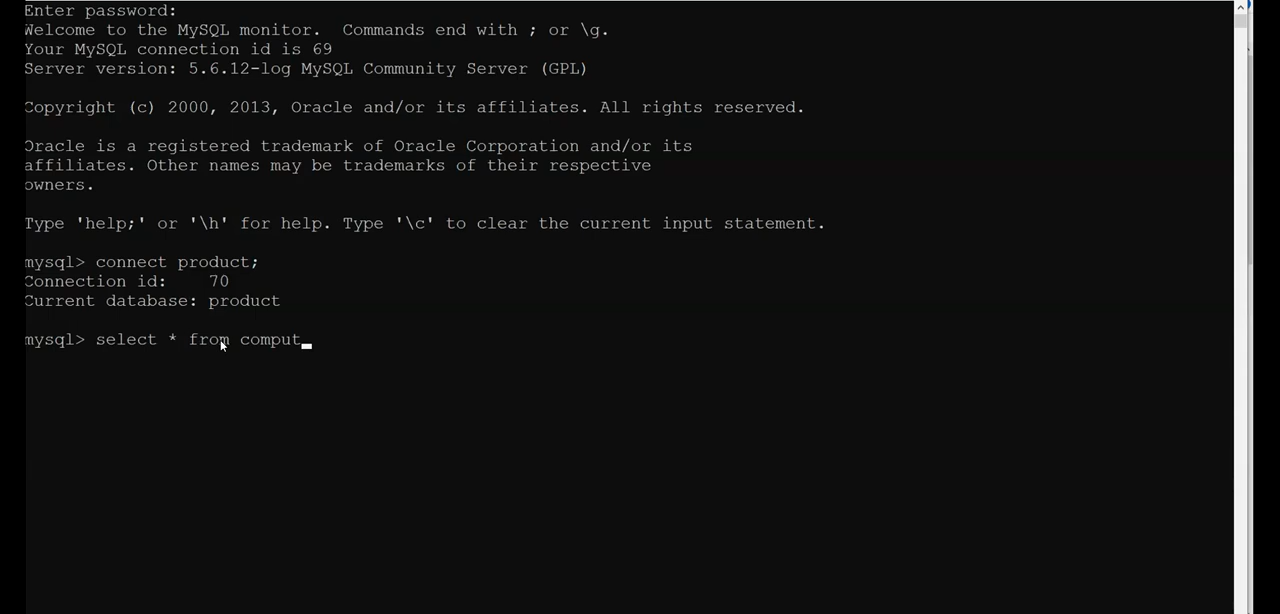 Enter password:
Welcome to the MySQL monitor.  Commands end with ; or \g.
Your MySQL connection id is 69
Server version: 5.6.12-log MySQL Community Server (GPL)
Copyright (c) 2000, 2013, Oracle and/or its affiliates. All rights reserved.
Oracle is a registered trademark of Oracle Corporation and/or its
affiliates. Other names may be trademarks of their respective
owners.
Type 'help;' or '\h' for help. Type '\c' to clear the current input statement.
mysql> connect product;
Connection id:    70
Current database: product
mysql> select * from comput